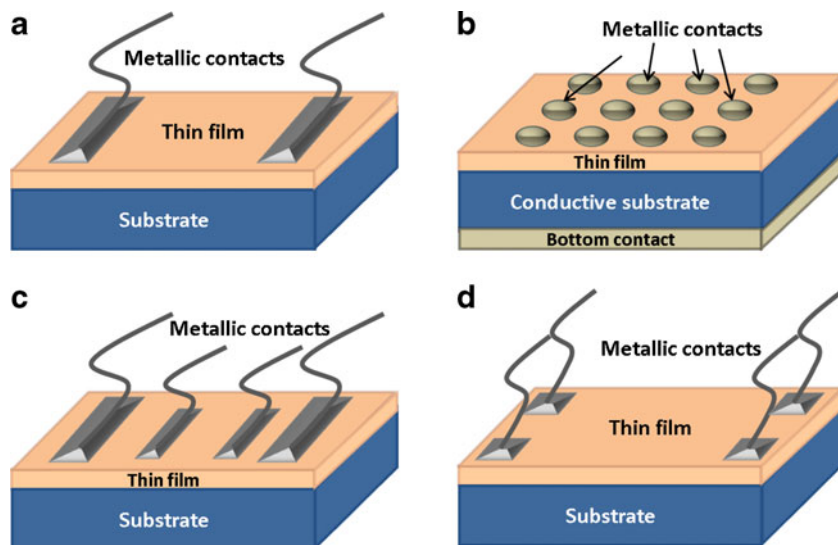 a
Metallic contacts
Thin film
Substrate
b
Metallic contacts
Thin film
Conductive substrate
Bottom contact
c
Metallic contacts
Thin film
Substrate
d
Metallic contacts
Thin film
Substrate